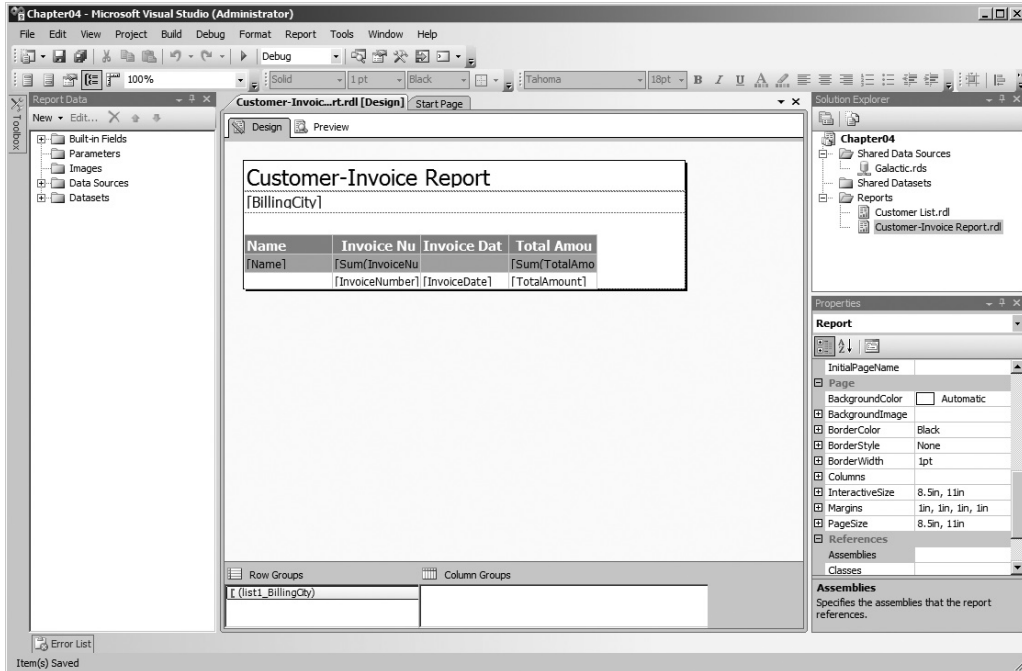 Chapter04 - Microsoft Visual Studio (Administrator)
File Edit View Project Build Debug Format Report Tools Window Help
Debug
100% Solid 1 pt Black Tahoma 18pt B I U A
Toolbox
Report Data
New Edit...
Built-in Fields
Parameters
Images
Data Sources
Datasets
Customer-Invoic...rt.rdl [Design] Start Page
Design Preview
Customer-Invoice Report
[BillingCity]
Name Invoice Nu Invoice Dat Total Amou
[Name] [Sum(InvoiceNu [Sum(TotalAmo
[InvoiceNumber] [InvoiceDate] [TotalAmount]
Row Groups Column Groups
[ (list1_BillingCity)
Solution Explorer
Chapter04
Shared Data Sources
Galactic.rds
Shared Datasets
Reports
Customer List.rdl
Customer-Invoice Report.rdl
Properties
Report
InitialPageName
Page
BackgroundColor Automatic
BackgroundImage
BorderColor Black
BorderStyle None
BorderWidth 1pt
Columns
InteractiveSize 8.5in, 11in
Margins 1in, 1in, 1in, 1in
PageSize 8.5in, 11in
References
Assemblies
Classes
Assemblies
Specifies the assemblies that the report
references.
Error List
Item(s) Saved